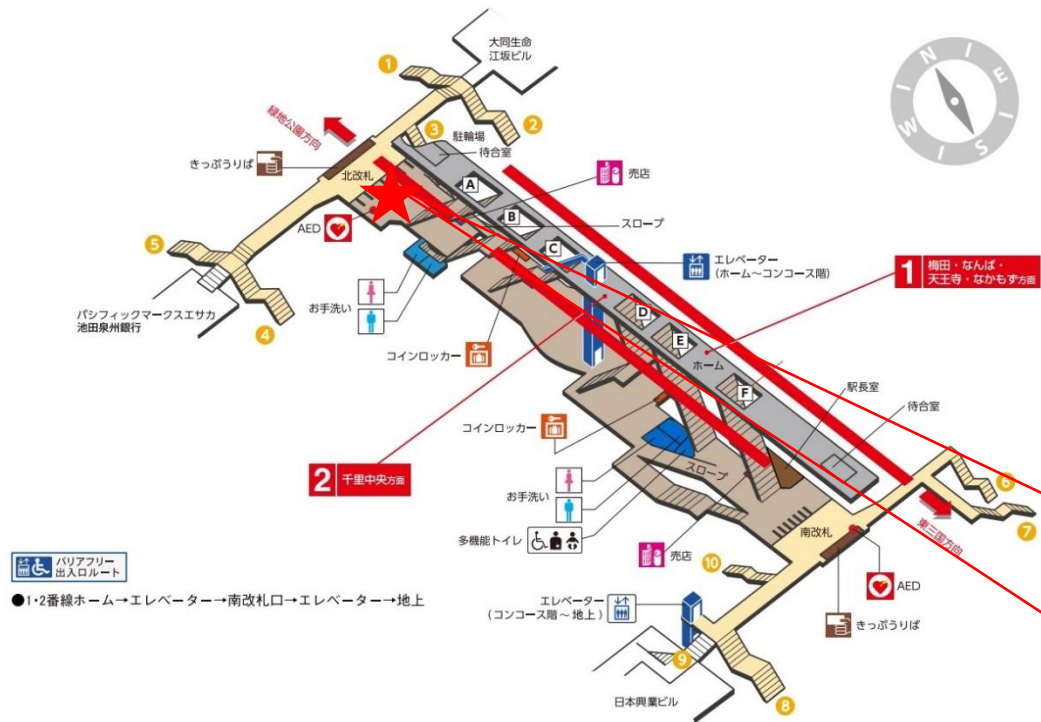 大同生命
江坂ビル
1
2
緑地公園方向
3
駐輪場
待合室
N
E
S
W
きっぷうりば
北改札
A
売店
B
スロープ
AED
C
5
エレベーター
(ホーム〜コンコース階)
1
梅田・なんば・
天王寺・なかもず方面
お手洗い
D
パシフィックマークスエサカ
池田泉州銀行
4
E
コインロッカー
ホーム
F
駅長室
待合室
コインロッカー
2 千里中央方面
スロープ
6
お手洗い
7
東三国方向
多機能トイレ
南改札
売店
バリアフリー
出入口ルート
10
AED
●1・2番線ホーム→エレベーター→南改札口→エレベーター→地上
エレベーター
(コンコース階〜地上)
きっぷうりば
9
日本興業ビル
8